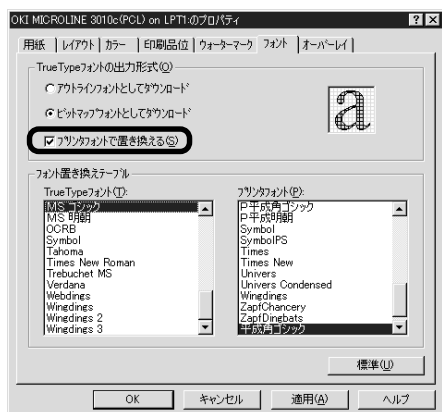 OKI MICROLINE 3010c(PCL) on LPT1:のプロパティ
用紙 レイアウト カラー 印刷品位 ウォーターマーク フォント オーバーレイ
TrueTypeフォントの出力形式(O)
アウトラインフォントとしてダウンロード
ビットマップフォントとしてダウンロード
プリンタフォントで置き換える(S)
フォント置き換えテーブル
TrueTypeフォント(T): プリンタフォント(P):
MS ゴシック P平成角ゴシック
MS 明朝 P平成明朝
OCRB Symbol
Symbol SymbolPS
Tahoma Times
Times New Roman Times New
Trebuchet MS Univers
Verdana Univers Condensed
Webdings Wingdings
Wingdings ZapfChancery
Wingdings 2 ZapfDingbats
Wingdings 3 平成角ゴシック
標準(U)
OK キャンセル 適用(A) ヘルプ